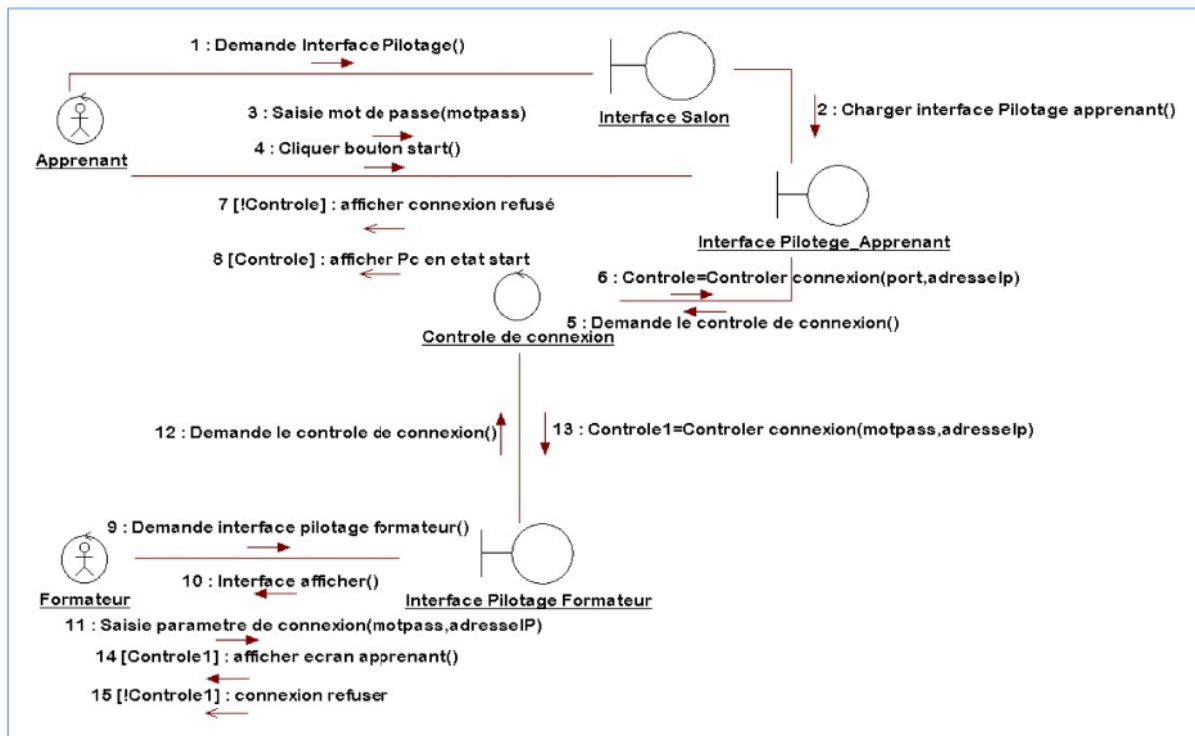 1 : Demande Interface Pilotage()
Interface Salon
2 : Charger interface Pilotage apprenant()
3 : Saisie mot de passe(motpass)
4 : Cliquer bouton start()
Apprenant
7 [!Controle] : afficher connexion refusé
Interface Pilotege_Apprenant
8 [Controle] : afficher Pc en etat start
6 : Controle=Controler connexion(port,adresseIp)
5 : Demande le controle de connexion()
Controle de connexion
12 : Demande le controle de connexion()
13 : Controle1=Controler connexion(motpass,adresseIp)
9 : Demande interface pilotage formateur()
10 : Interface afficher()
Formateur
Interface Pilotage Formateur
11 : Saisie parametre de connexion(motpass,adresseIP)
14 [Controle1] : afficher ecran apprenant()
15 [!Controle1] : connexion refuser